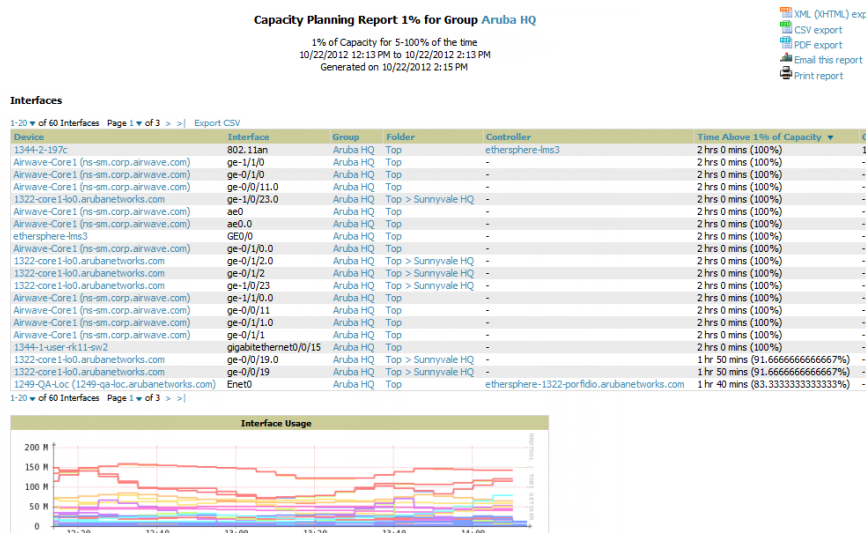 Capacity Planning Report 1% for Group Aruba HQ
1% of Capacity for 5-100% of the time
10/22/2012 12:13 PM to 10/22/2012 2:13 PM
Generated on 10/22/2012 2:15 PM
XML (XHTML)
CSV export
PDF export
Email this report
Print report
Interfaces
1-20 ▼ of 60 Interfaces Page 1 ▼ of 3 > >| Export CSV
Device Interface Group Folder Controller Time Above 1% of Capacity ▼
1344-2-197c 802.11an Aruba HQ Top ethersphere-lms3 2 hrs 0 mins (100%) 1
Airwave-Core1 (ns-sm.corp.airwave.com) ge-1/1/0 Aruba HQ Top - 2 hrs 0 mins (100%) -
Airwave-Core1 (ns-sm.corp.airwave.com) ge-0/1/0 Aruba HQ Top - 2 hrs 0 mins (100%) -
Airwave-Core1 (ns-sm.corp.airwave.com) ge-0/0/11.0 Aruba HQ Top - 2 hrs 0 mins (100%) -
1322-core1-lo0.arubanetworks.com ge-1/0/23.0 Aruba HQ Top > Sunnyvale HQ - 2 hrs 0 mins (100%) -
Airwave-Core1 (ns-sm.corp.airwave.com) ae0 Aruba HQ Top - 2 hrs 0 mins (100%) -
Airwave-Core1 (ns-sm.corp.airwave.com) ae0.0 Aruba HQ Top - 2 hrs 0 mins (100%) -
ethersphere-lms3 GE0/0 Aruba HQ Top - 2 hrs 0 mins (100%) -
Airwave-Core1 (ns-sm.corp.airwave.com) ge-0/1/0.0 Aruba HQ Top - 2 hrs 0 mins (100%) -
1322-core1-lo0.arubanetworks.com ge-0/1/2.0 Aruba HQ Top > Sunnyvale HQ - 2 hrs 0 mins (100%) -
1322-core1-lo0.arubanetworks.com ge-0/1/2 Aruba HQ Top > Sunnyvale HQ - 2 hrs 0 mins (100%) -
1322-core1-lo0.arubanetworks.com ge-1/0/23 Aruba HQ Top > Sunnyvale HQ - 2 hrs 0 mins (100%) -
Airwave-Core1 (ns-sm.corp.airwave.com) ge-1/1/0.0 Aruba HQ Top - 2 hrs 0 mins (100%) -
Airwave-Core1 (ns-sm.corp.airwave.com) ge-0/0/11 Aruba HQ Top - 2 hrs 0 mins (100%) -
Airwave-Core1 (ns-sm.corp.airwave.com) ge-0/1/1.0 Aruba HQ Top - 2 hrs 0 mins (100%) -
Airwave-Core1 (ns-sm.corp.airwave.com) ge-0/1/1 Aruba HQ Top - 2 hrs 0 mins (100%) -
1344-1-user-rk11-sw2 gigabitethernet0/0/15 Aruba HQ Top - 2 hrs 0 mins (100%) -
1322-core1-lo0.arubanetworks.com ge-0/0/19.0 Aruba HQ Top > Sunnyvale HQ - 1 hr 50 mins (91.6666666666667%) -
1322-core1-lo0.arubanetworks.com ge-0/0/19 Aruba HQ Top > Sunnyvale HQ - 1 hr 50 mins (91.6666666666667%) -
1249-QA-Loc (1249-qa-loc.arubanetworks.com) Enet0 Aruba HQ Top ethersphere-1322-porfidio.arubanetworks.com 1 hr 40 mins (83.3333333333333%) -
1-20 ▼ of 60 Interfaces Page 1 ▼ of 3 > >|
Interface Usage
200 M
150 M
100 M
50 M
0
12:20 12:40 13:00 13:20 13:40 14:00